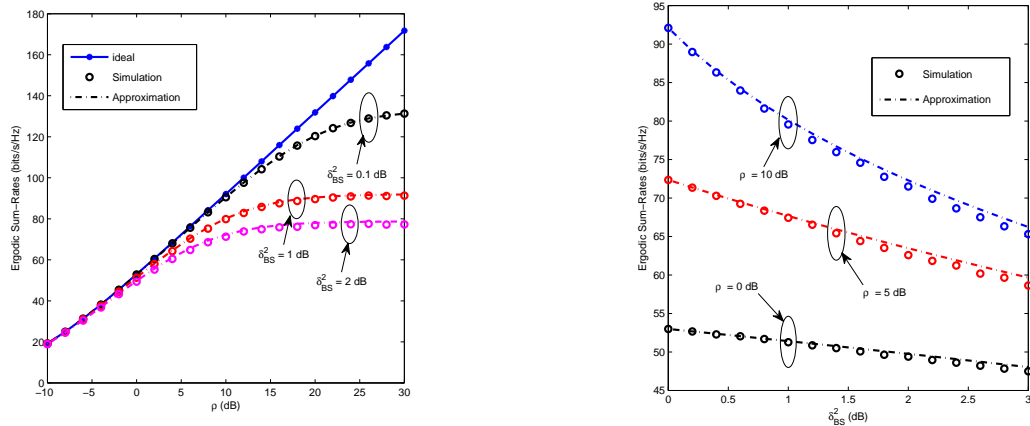 180
160
140
120
100
80
60
40
20
0
−10 −5 0 5 10 15 20 25 30
ρ (dB)
Ergodic Sum−Rates (bits/s/Hz)
ideal
Simulation
Approximation
δ²BS = 0.1 dB
δ²BS = 1 dB
δ²BS = 2 dB
95
90
85
80
75
70
65
60
55
50
45
0 0.5 1 1.5 2 2.5 3
δ²BS (dB)
Ergodic Sum−Rates (bits/s/Hz)
Simulation
Approximation
ρ = 10 dB
ρ = 5 dB
ρ = 0 dB